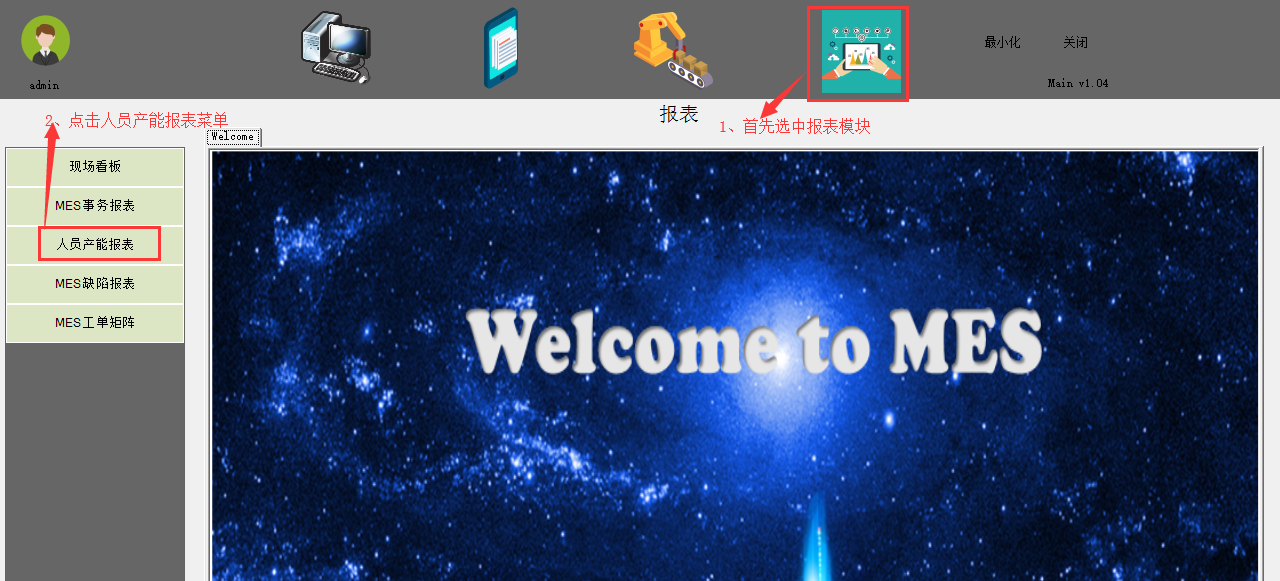 最小化
关闭
admin
Main v1.04
报表
2、点击人员产能报表菜单
1、首先选中报表模块
Welcome
现场看板
MES事务报表
人员产能报表
MES缺陷报表
MES工单矩阵
Welcome to MES